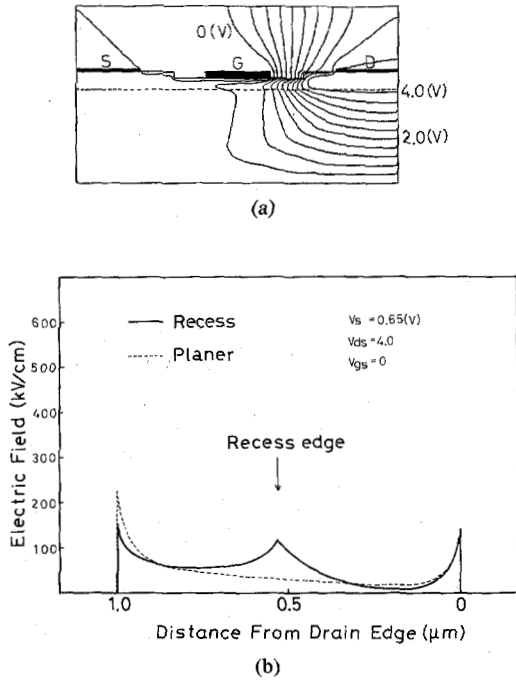 0 (V)
S G D
4.0 (V)
2.0 (V)
(a)
600
500
400
300
200
100
Electric Field (kV/cm)
Recess
Planer
Vs = 0.65(V)
Vds = 4.0
Vgs = 0
Recess edge
1.0 0.5 0
Distance From Drain Edge (μm)
(b)